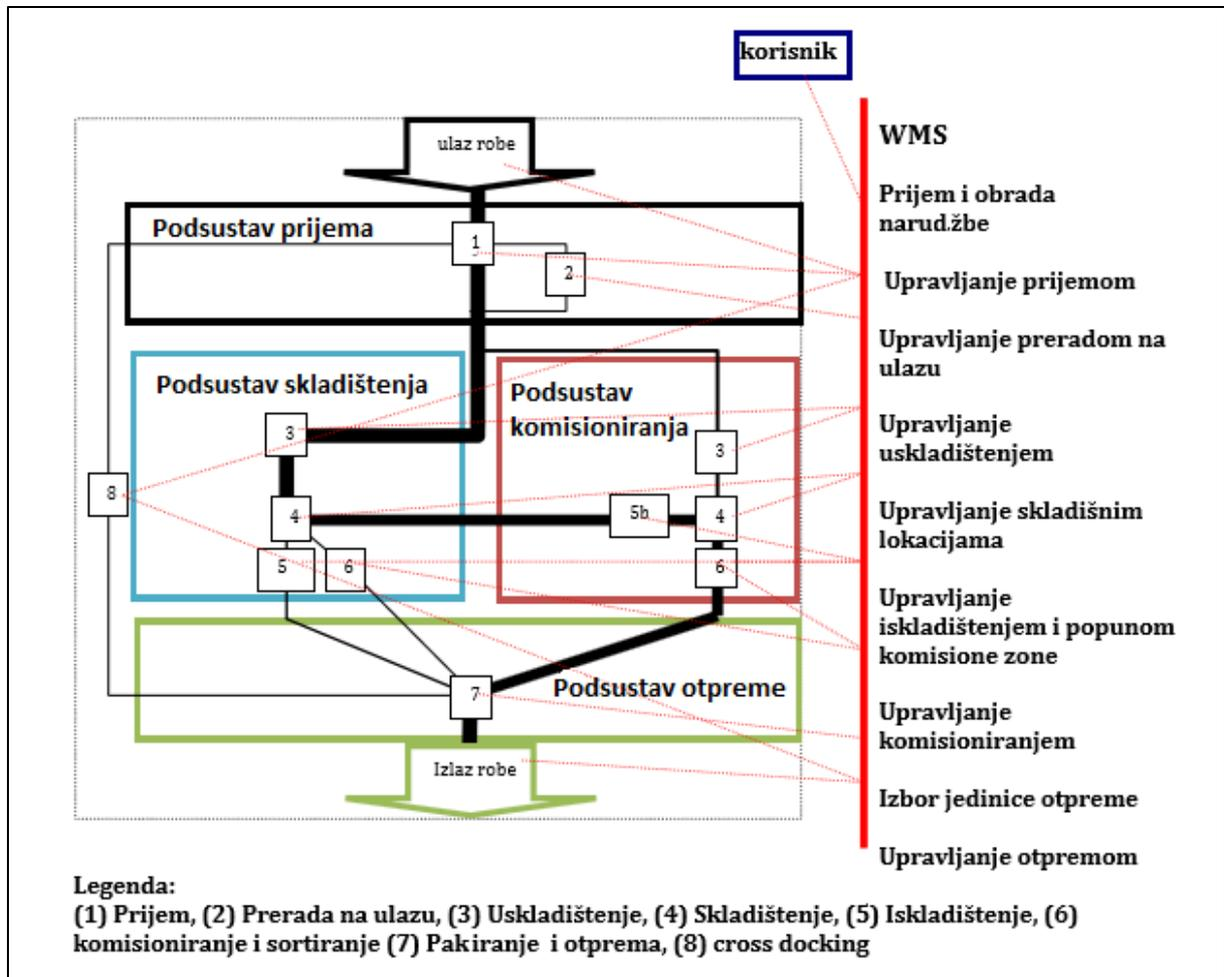 korisnik
ulaz robe
WMS
Prijem i obrada
narudžbe
Podsustav prijema
1
2
Upravljanje prijemom
Upravljanje preradom na
ulazu
Podsustav skladištenja
Podsustav
komisioniranja
3
3
Upravljanje
uskladištenjem
8
4
5b
4
Upravljanje skladišnim
lokacijama
5
6
6
Upravljanje
iskladištenjem i popunom
komisione zone
7
Podsustav otpreme
Upravljanje
komisioniranjem
Izlaz robe
Izbor jedinice otpreme
Upravljanje otpremom
Legenda:
(1) Prijem, (2) Prerada na ulazu, (3) Uskladištenje, (4) Skladištenje, (5) Iskladištenje, (6)
komisioniranje i sortiranje (7) Pakiranje i otprema, (8) cross docking